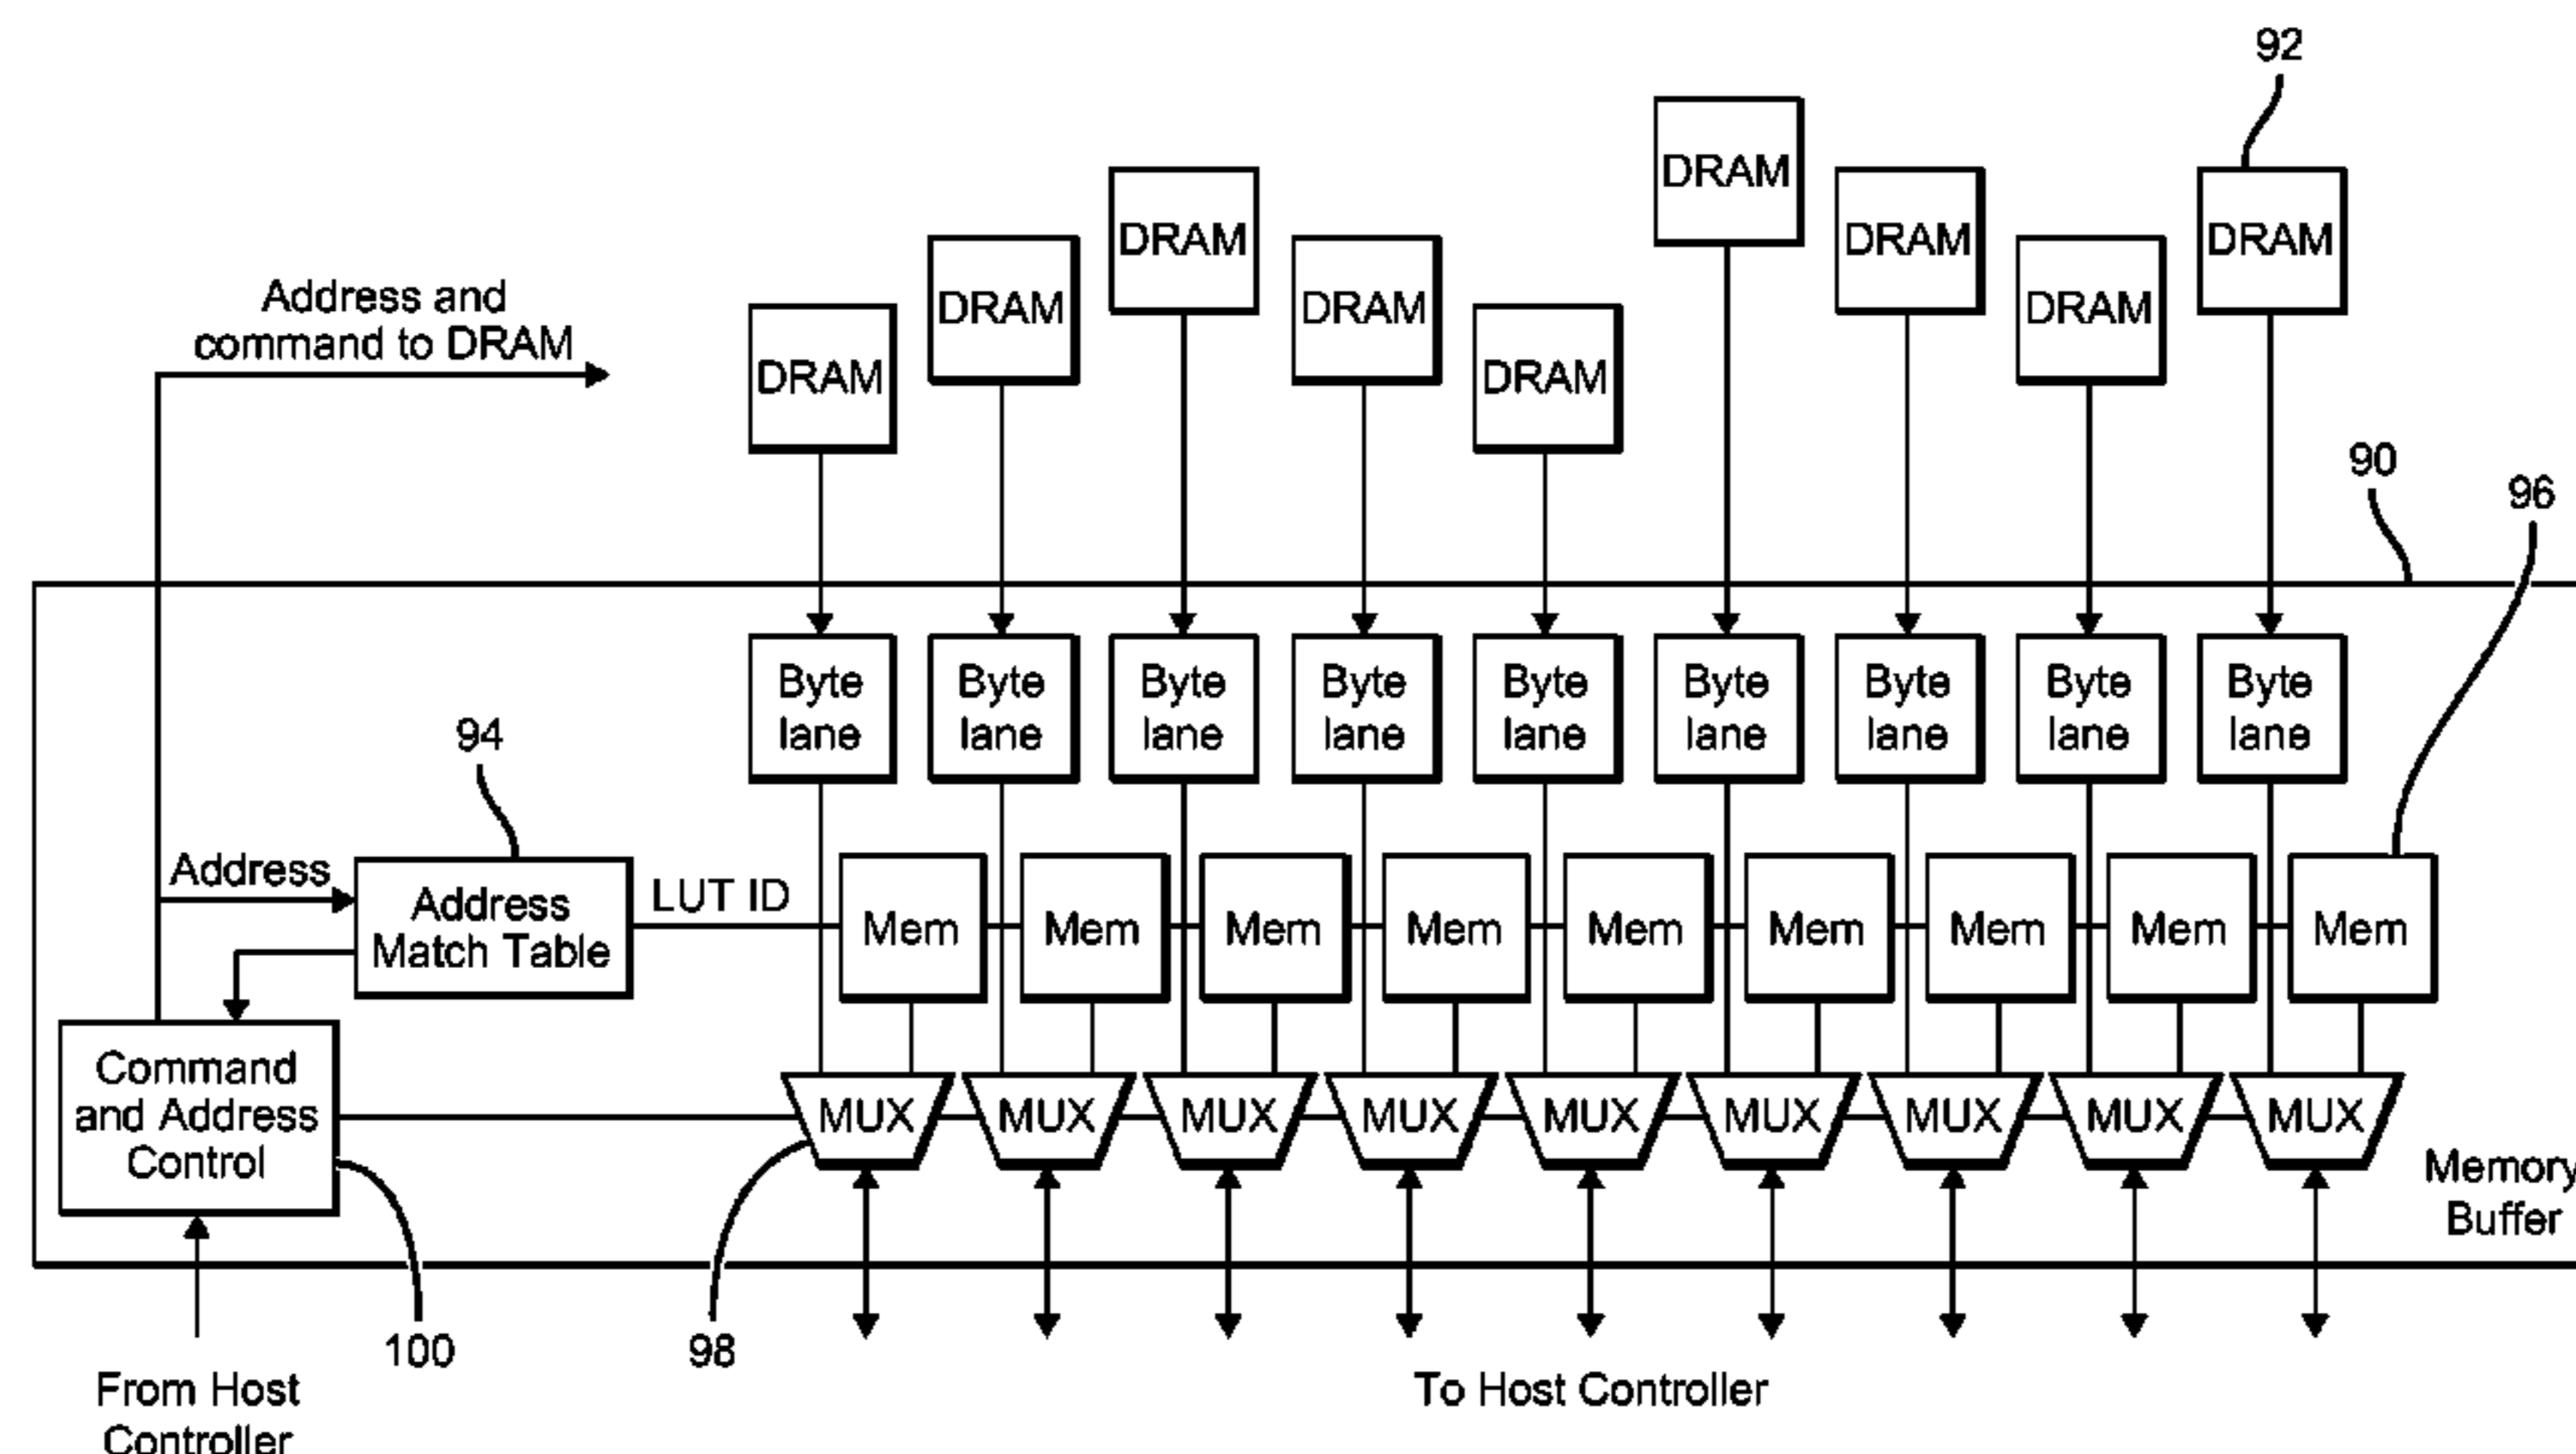 92
DRAM
DRAM
DRAM
DRAM
DRAM
DRAM
DRAM
DRAM
DRAM
Address and
command to DRAM
90
96
Byte
lane
Byte
lane
Byte
lane
Byte
lane
Byte
lane
Byte
lane
Byte
lane
Byte
lane
Byte
lane
94
Address
Address
Match Table
LUT ID
Mem
Mem
Mem
Mem
Mem
Mem
Mem
Mem
Mem
Command
and Address
Control
MUX
MUX
MUX
MUX
MUX
MUX
MUX
MUX
MUX
Memory
Buffer
100
98
From Host
Controller
To Host Controller